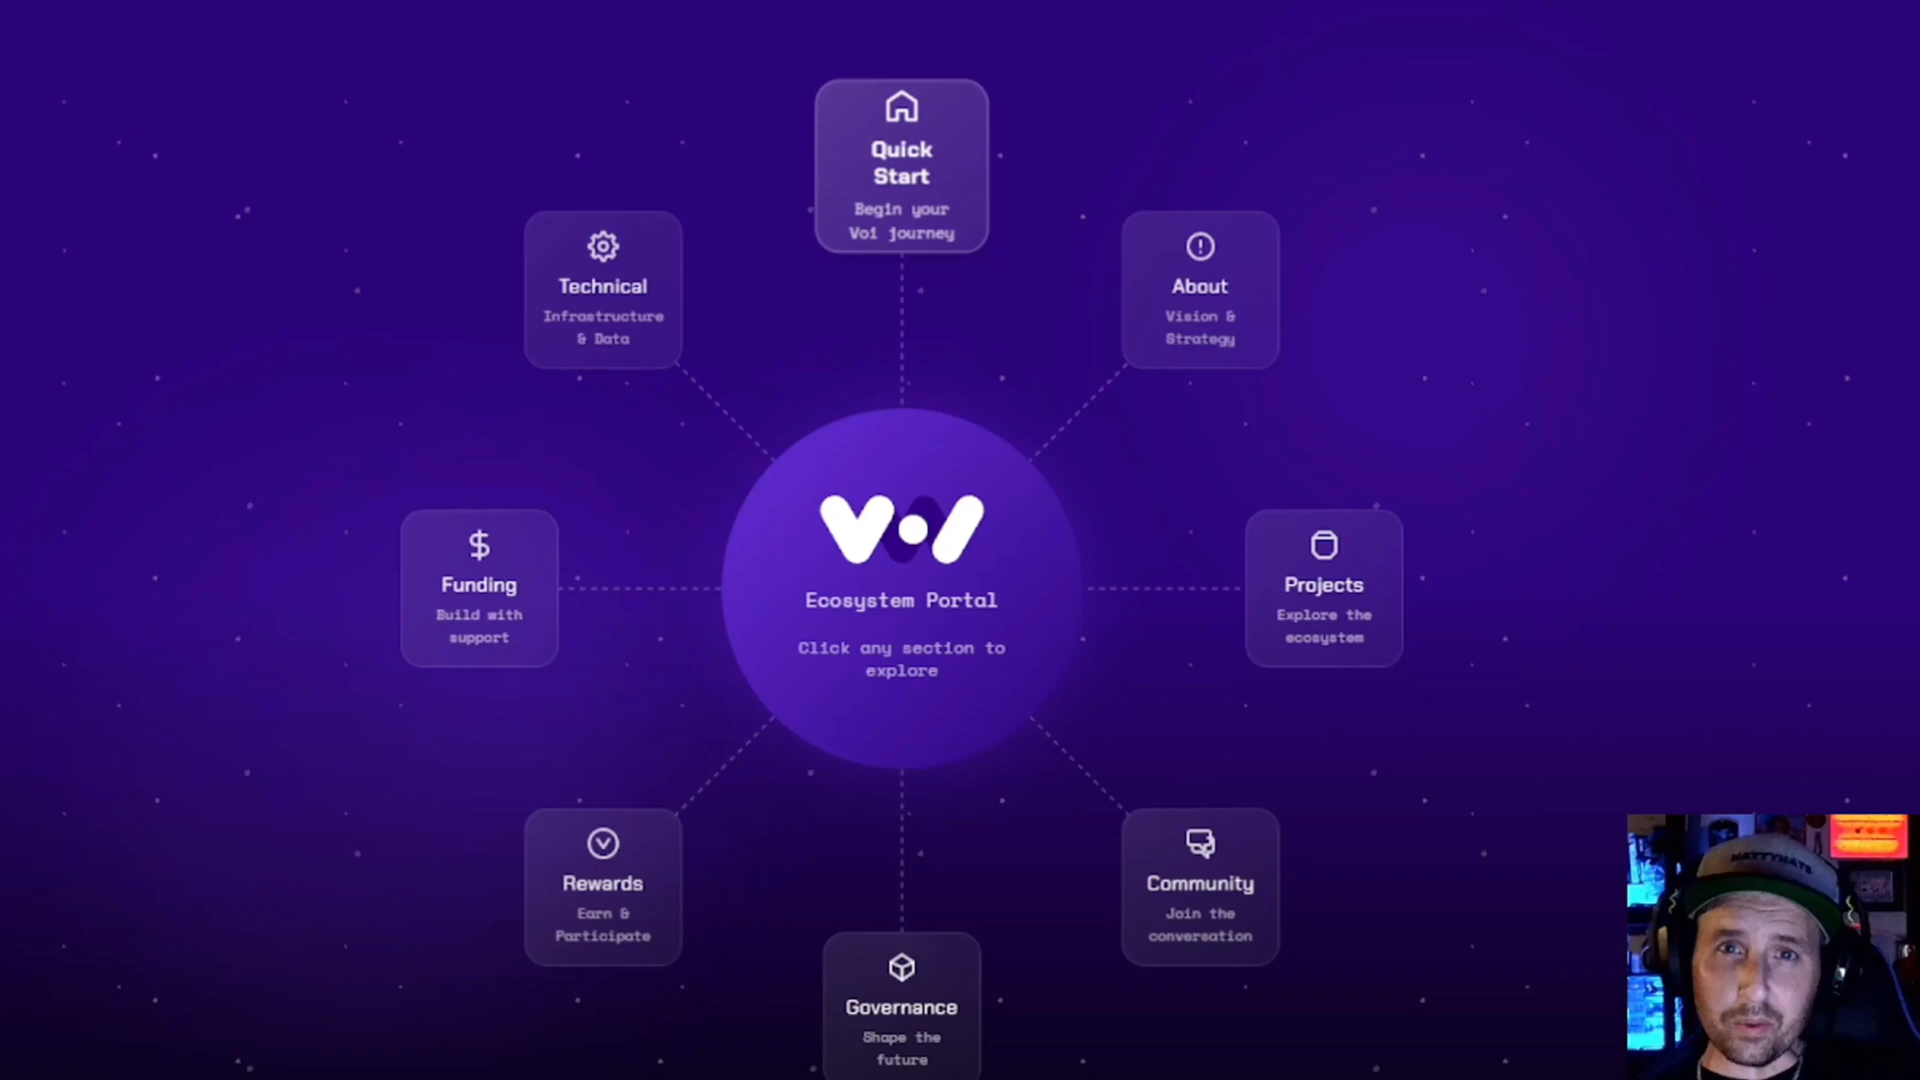 Quick
Start
Begin your
Voi journey
Technical
Infrastructure
& Data
About
Vision &
Strategy
VOI
Ecosystem Portal
Click any section to
explore
Funding
Build with
support
Projects
Explore the
ecosystem
Rewards
Earn &
Participate
Community
Join the
conversation
Governance
Shape the
future
MATTYHATS